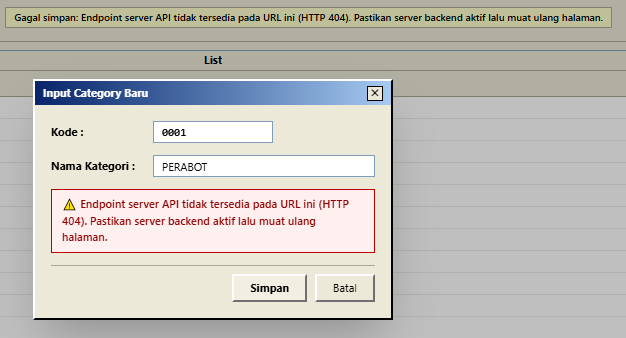 Gagal simpan: Endpoint server API tidak tersedia pada URL ini (HTTP 404). Pastikan server backend aktif lalu muat ulang halaman.
List
Input Category Baru
Kode : 0001
Nama Kategori : PERABOT
Endpoint server API tidak tersedia pada URL ini (HTTP
404). Pastikan server backend aktif lalu muat ulang
halaman.
Simpan Batal